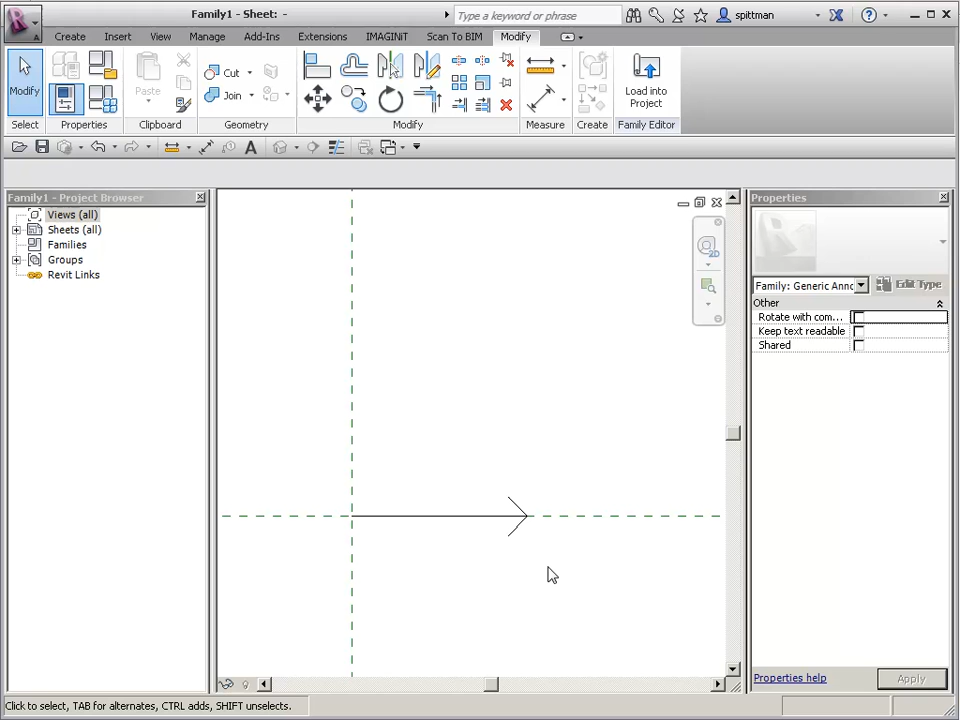 Family1 - Sheet: -
Type a keyword or phrase
spittman
Create Insert View Manage Add-Ins Extensions IMAGINiT Scan To BIM Modify
Modify
Paste
Cut
Join
Load into
Project
Select Properties Clipboard Geometry Modify Measure Create Family Editor
A
Family1 - Project Browser
Views (all)
Sheets (all)
Families
Groups
Revit Links
2D
Properties
Family: Generic Annc
Edit Type
Other
Rotate with com...
Keep text readable
Shared
Properties help
Apply
Click to select, TAB for alternates, CTRL adds, SHIFT unselects.